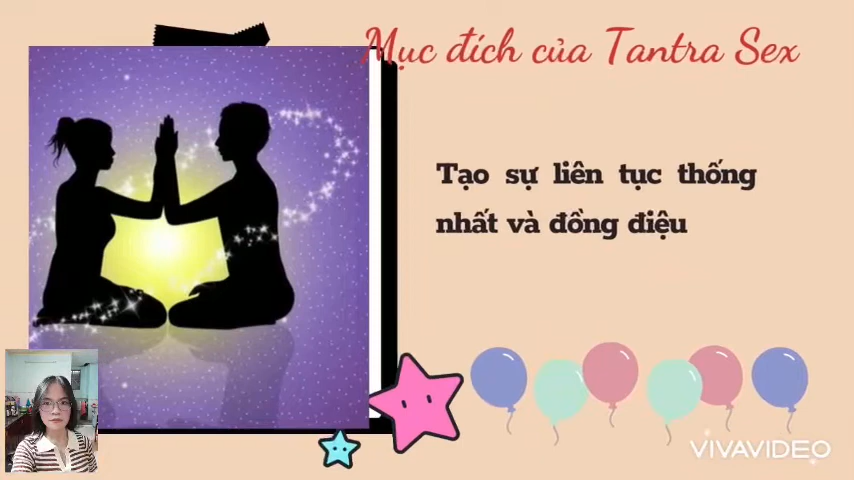 Mục đích của Tantra Sex
Tạo sự liên tục thống
nhất và đồng điệu
VIVAVIDEO